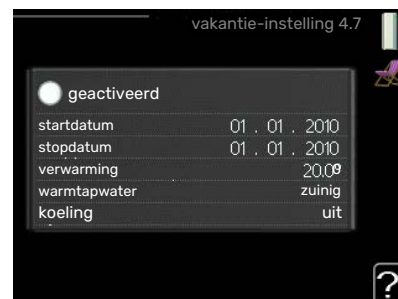 vakantie-instelling 4.7
geactiveerd
startdatum 01 . 01 . 2010
stopdatum 01 . 01 . 2010
verwarming 20,0°
warmtapwater zuinig
koeling uit
?